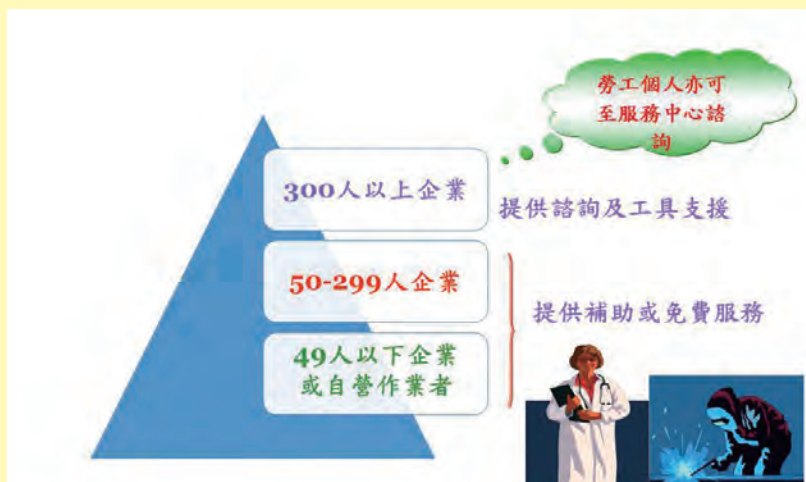 勞工個人亦可
至服務中心諮
詢
300人以上企業
提供諮詢及工具支援
50-299人企業
提供補助或免費服務
49人以下企業
或自營作業者